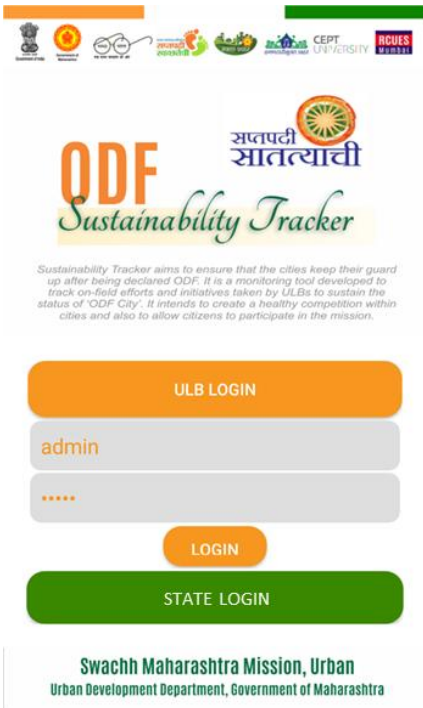 CEPT
UNIVERSITY
RCUES
Mumbai
सप्तपदी
सातत्याची
ODF
Sustainability Tracker
Sustainability Tracker aims to ensure that the cities keep their guard
up after being declared ODF. It is a monitoring tool developed to
track on-field efforts and initiatives taken by ULBs to sustain the
status of 'ODF City'. It intends to create a healthy competition within
cities and also to allow citizens to participate in the mission.
ULB LOGIN
admin
•••••
LOGIN
STATE LOGIN
Swachh Maharashtra Mission, Urban
Urban Development Department, Government of Maharashtra